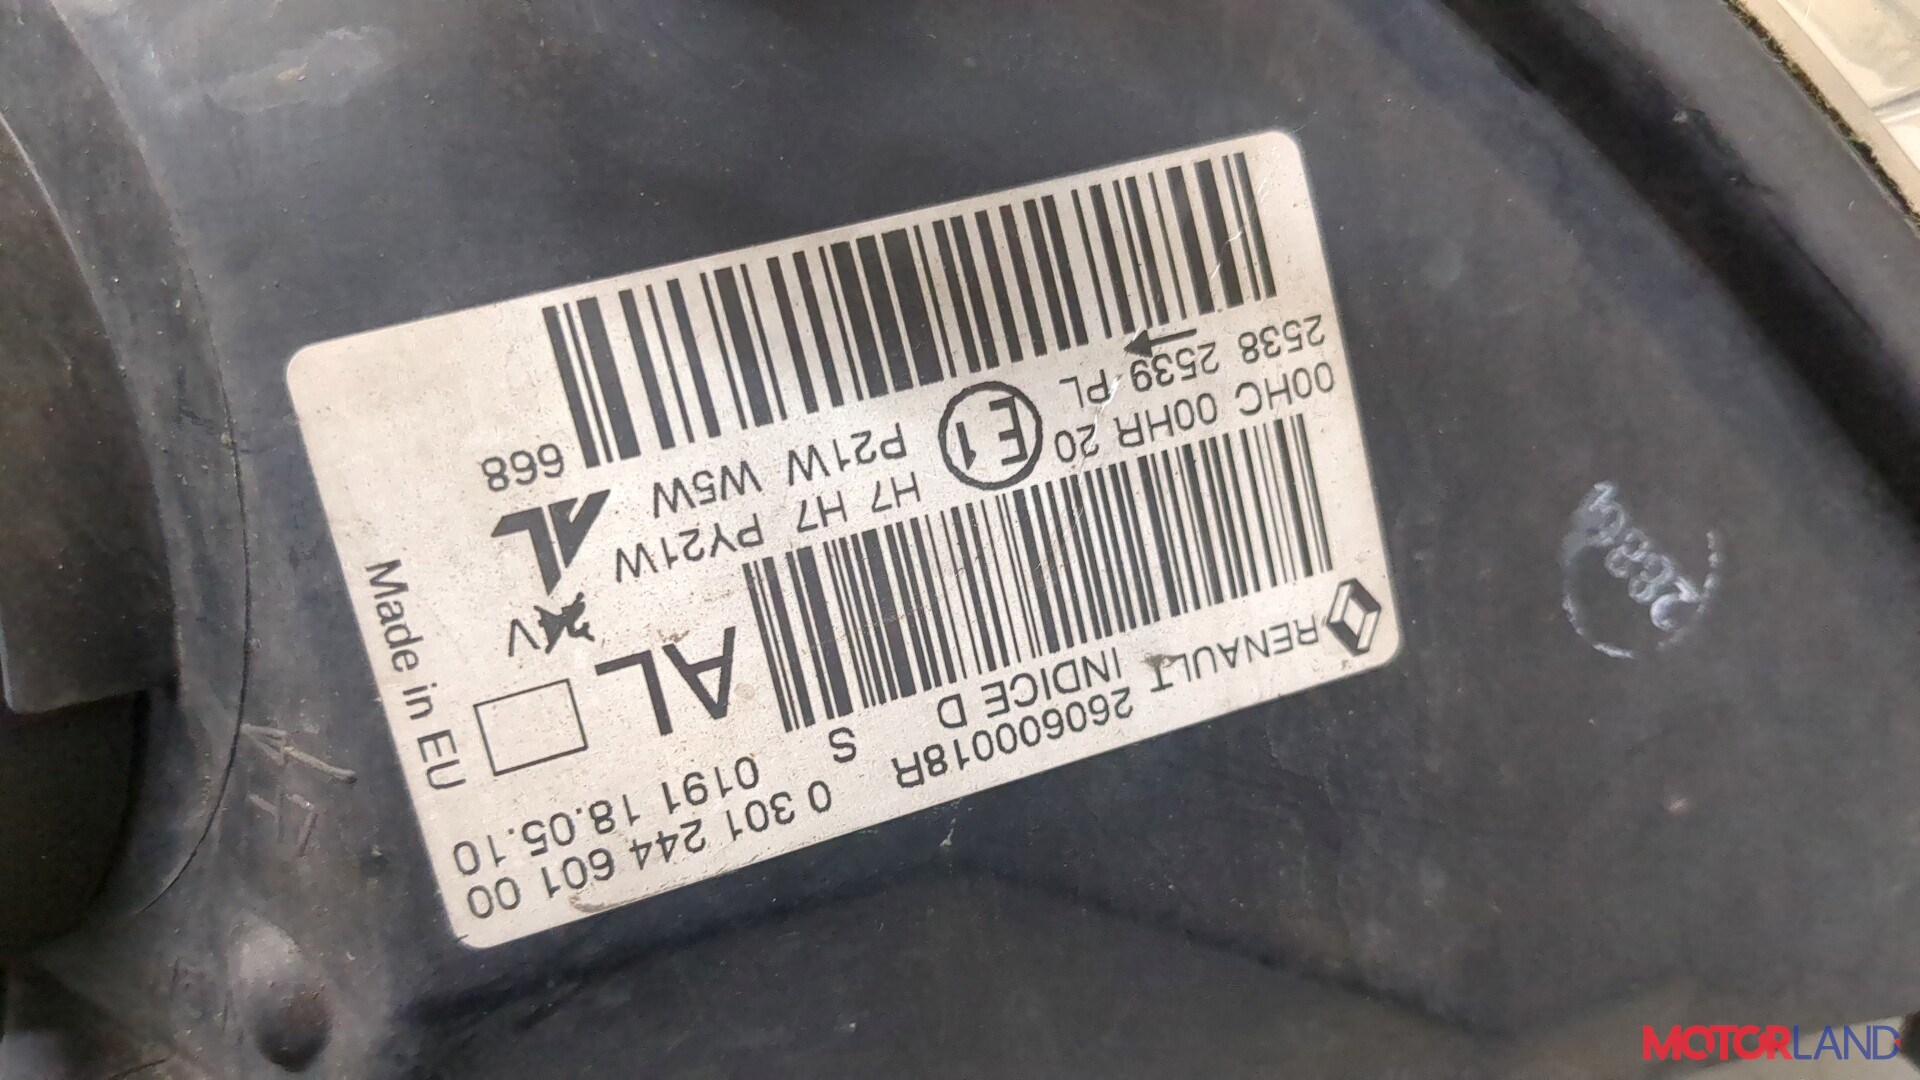 RENAULT 260600018R 0 301 244 601 00
INDICE D S 0191 18.05.10
AL
00HC 00HR 20 E1 H7 H7 PY21W
2538 2539 PL P21W W5W
AL
668
Made in EU
MOTORLAND